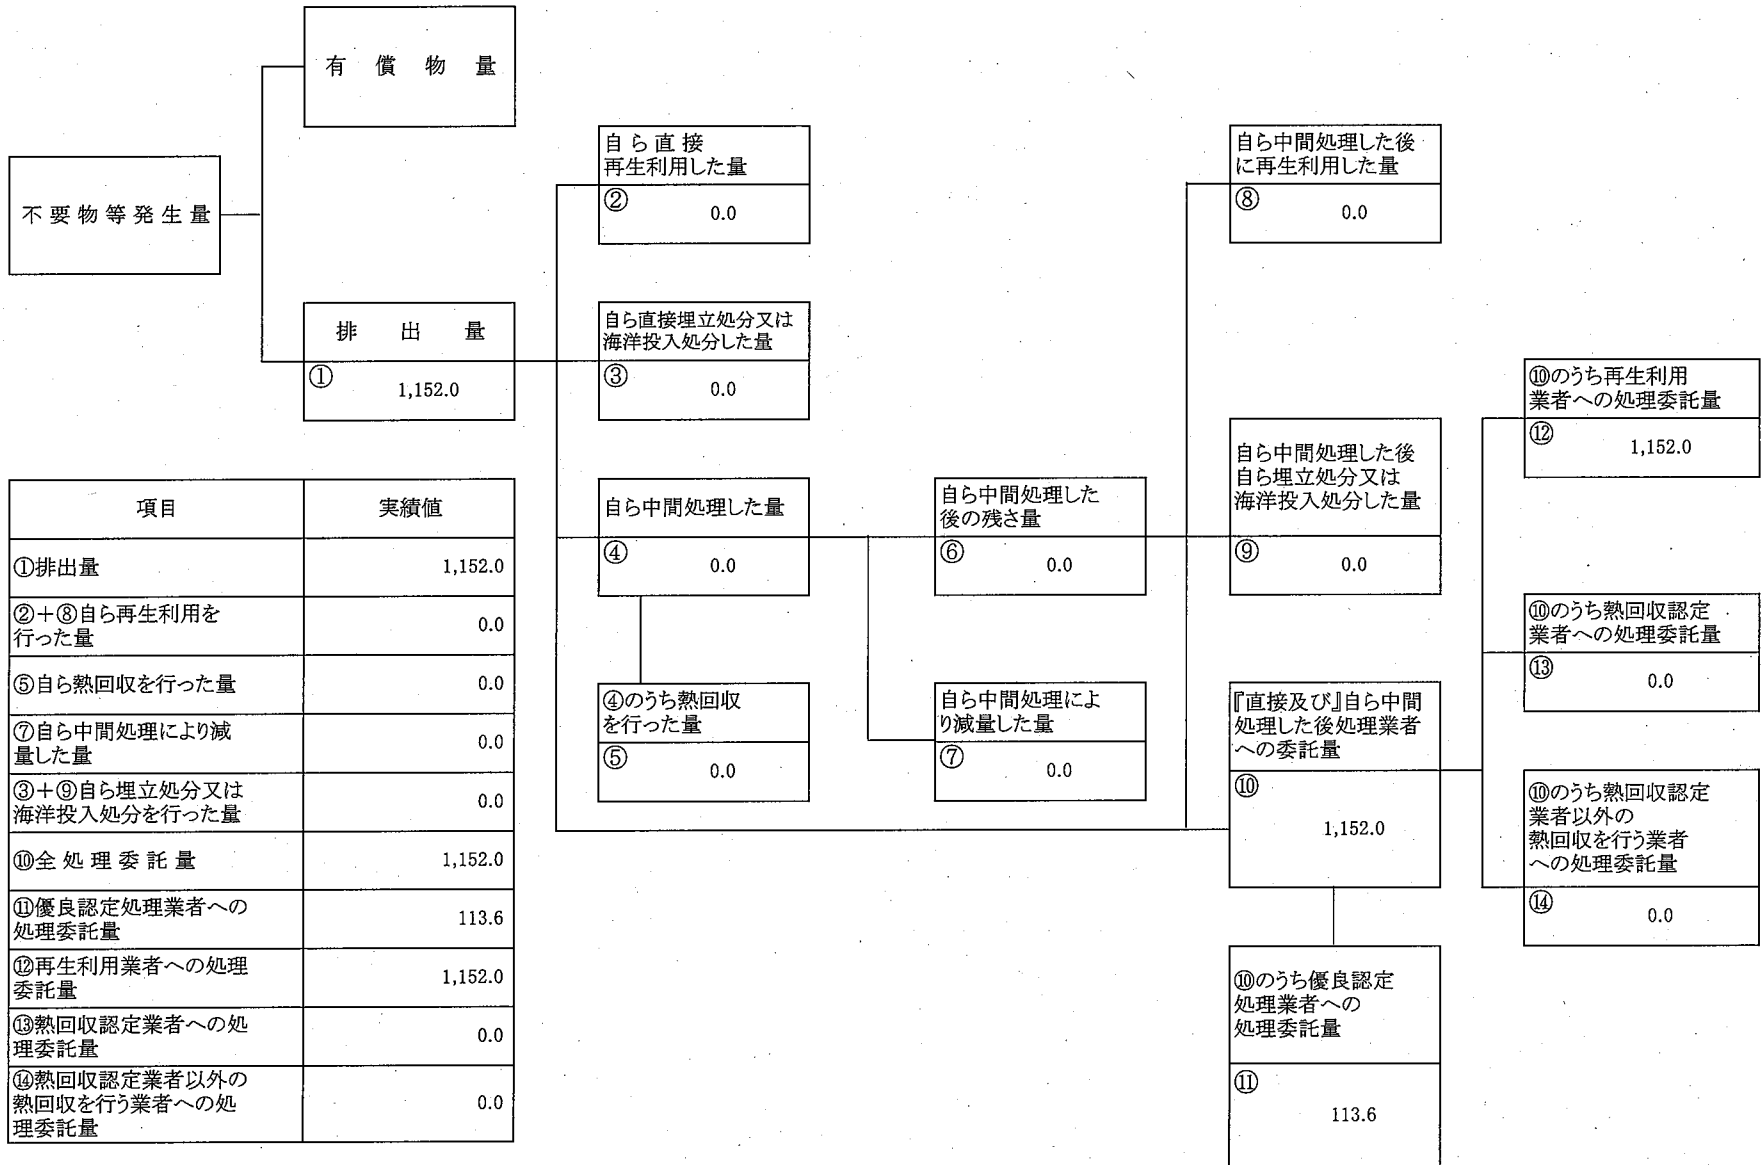 有償物量
不要物等発生量
排出量
①
1,152.0
自ら直接
再生利用した量
②
0.0
自ら直接埋立処分又は
海洋投入処分した量
③
0.0
自ら中間処理した量
④
0.0
④のうち熱回収
を行った量
⑤
0.0
自ら中間処理した
後の残さ量
⑥
0.0
自ら中間処理によ
り減量した量
⑦
0.0
自ら中間処理した後
に再生利用した量
⑧
0.0
自ら中間処理した後
自ら埋立処分又は
海洋投入処分した量
⑨
0.0
『直接及び』自ら中間
処理した後処理業者
への委託量
⑩
1,152.0
⑩のうち優良認定
処理業者への
処理委託量
⑪
113.6
⑩のうち再生利用
業者への処理委託量
⑫
1,152.0
⑩のうち熱回収認定
業者への処理委託量
⑬
0.0
⑩のうち熱回収認定
業者以外の
熱回収を行う業者
への処理委託量
⑭
0.0
項目 実績値
①排出量 1,152.0
②+⑧自ら再生利用を
行った量 0.0
⑤自ら熱回収を行った量 0.0
⑦自ら中間処理により減
量した量 0.0
③+⑨自ら埋立処分又は
海洋投入処分を行った量 0.0
⑩全処理委託量 1,152.0
⑪優良認定処理業者への
処理委託量 113.6
⑫再生利用業者への処理
委託量 1,152.0
⑬熱回収認定業者への処
理委託量 0.0
⑭熱回収認定業者以外の
熱回収を行う業者への処
理委託量 0.0